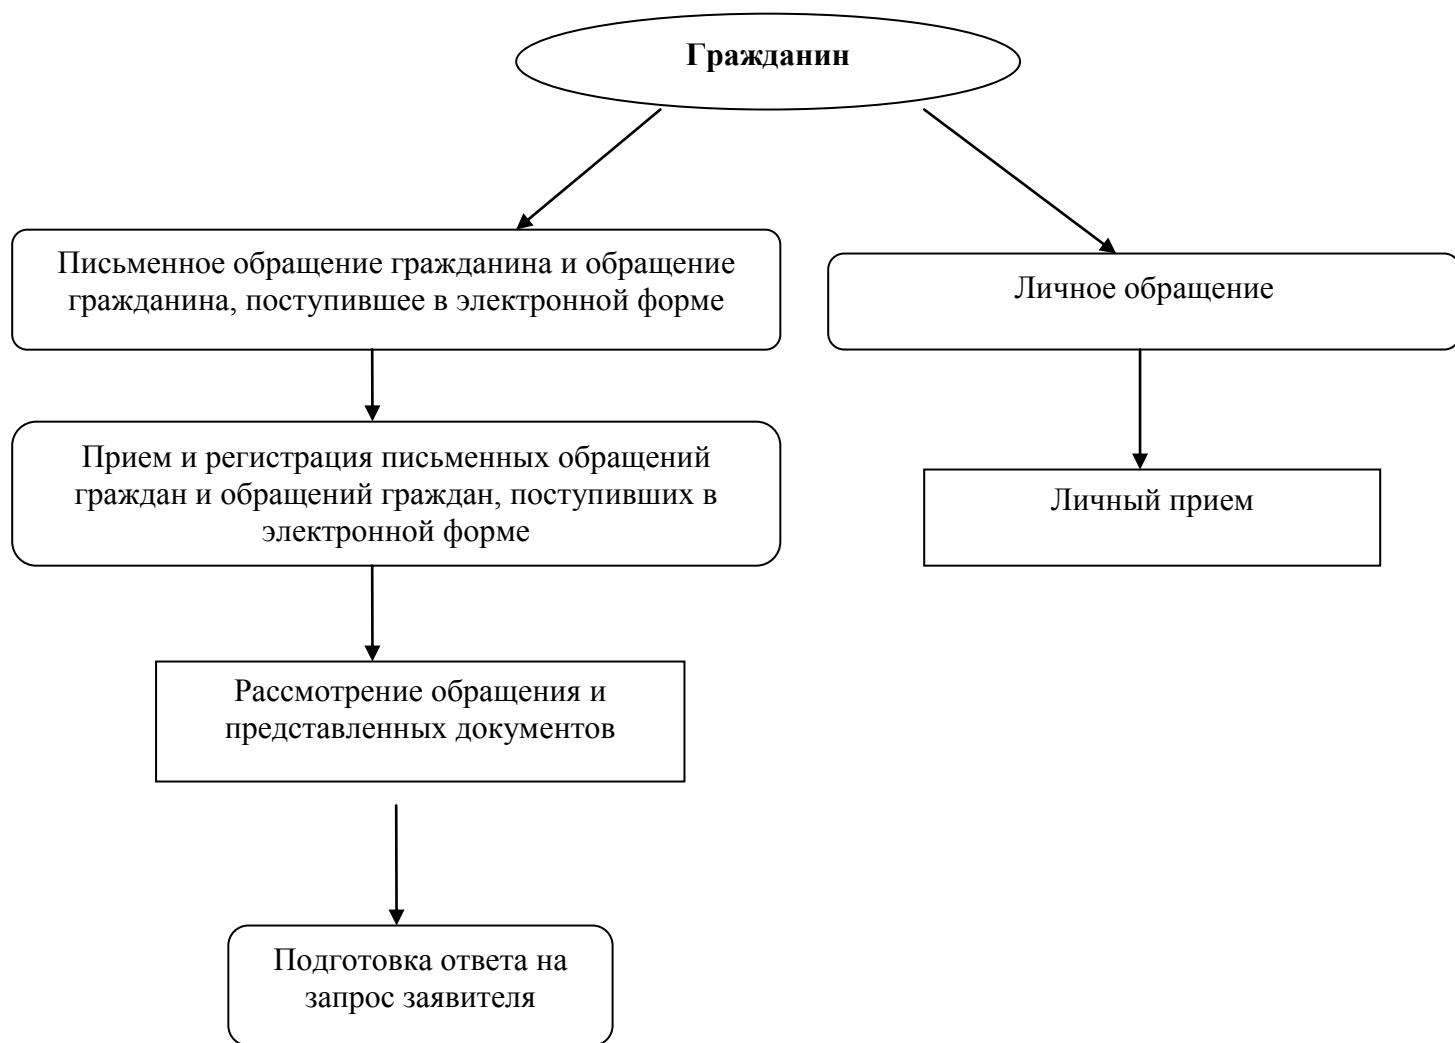 Гражданин
Письменное обращение гражданина и обращение
гражданина, поступившее в электронной форме
Личное обращение
Прием и регистрация письменных обращений
граждан и обращений граждан, поступивших в
электронной форме
Личный прием
Рассмотрение обращения и
представленных документов
Подготовка ответа на
запрос заявителя